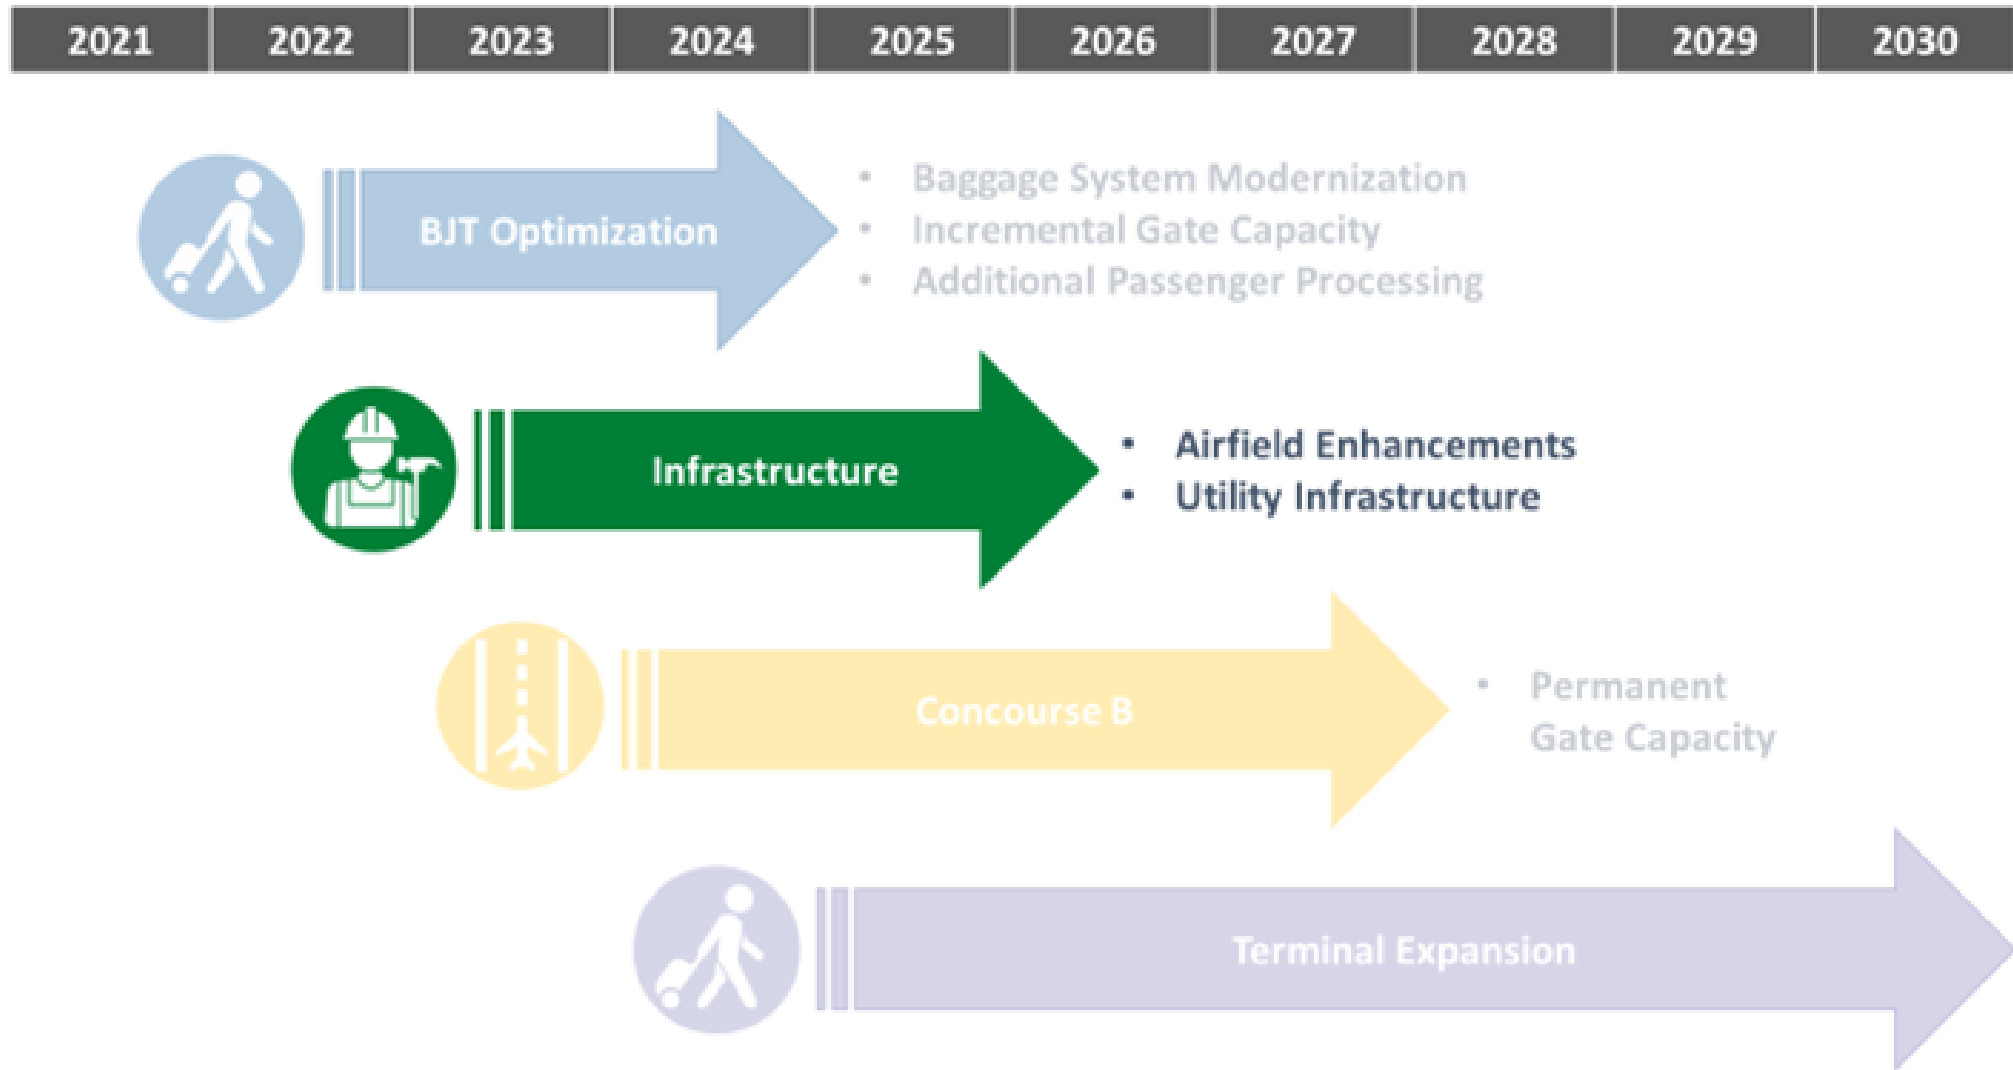 2021 2022 2023 2024 2025 2026 2027 2028 2029 2030
BJT Optimization
• Baggage System Modernization
• Incremental Gate Capacity
• Additional Passenger Processing
Infrastructure
• Airfield Enhancements
• Utility Infrastructure
Concourse B
• Permanent
Gate Capacity
Terminal Expansion